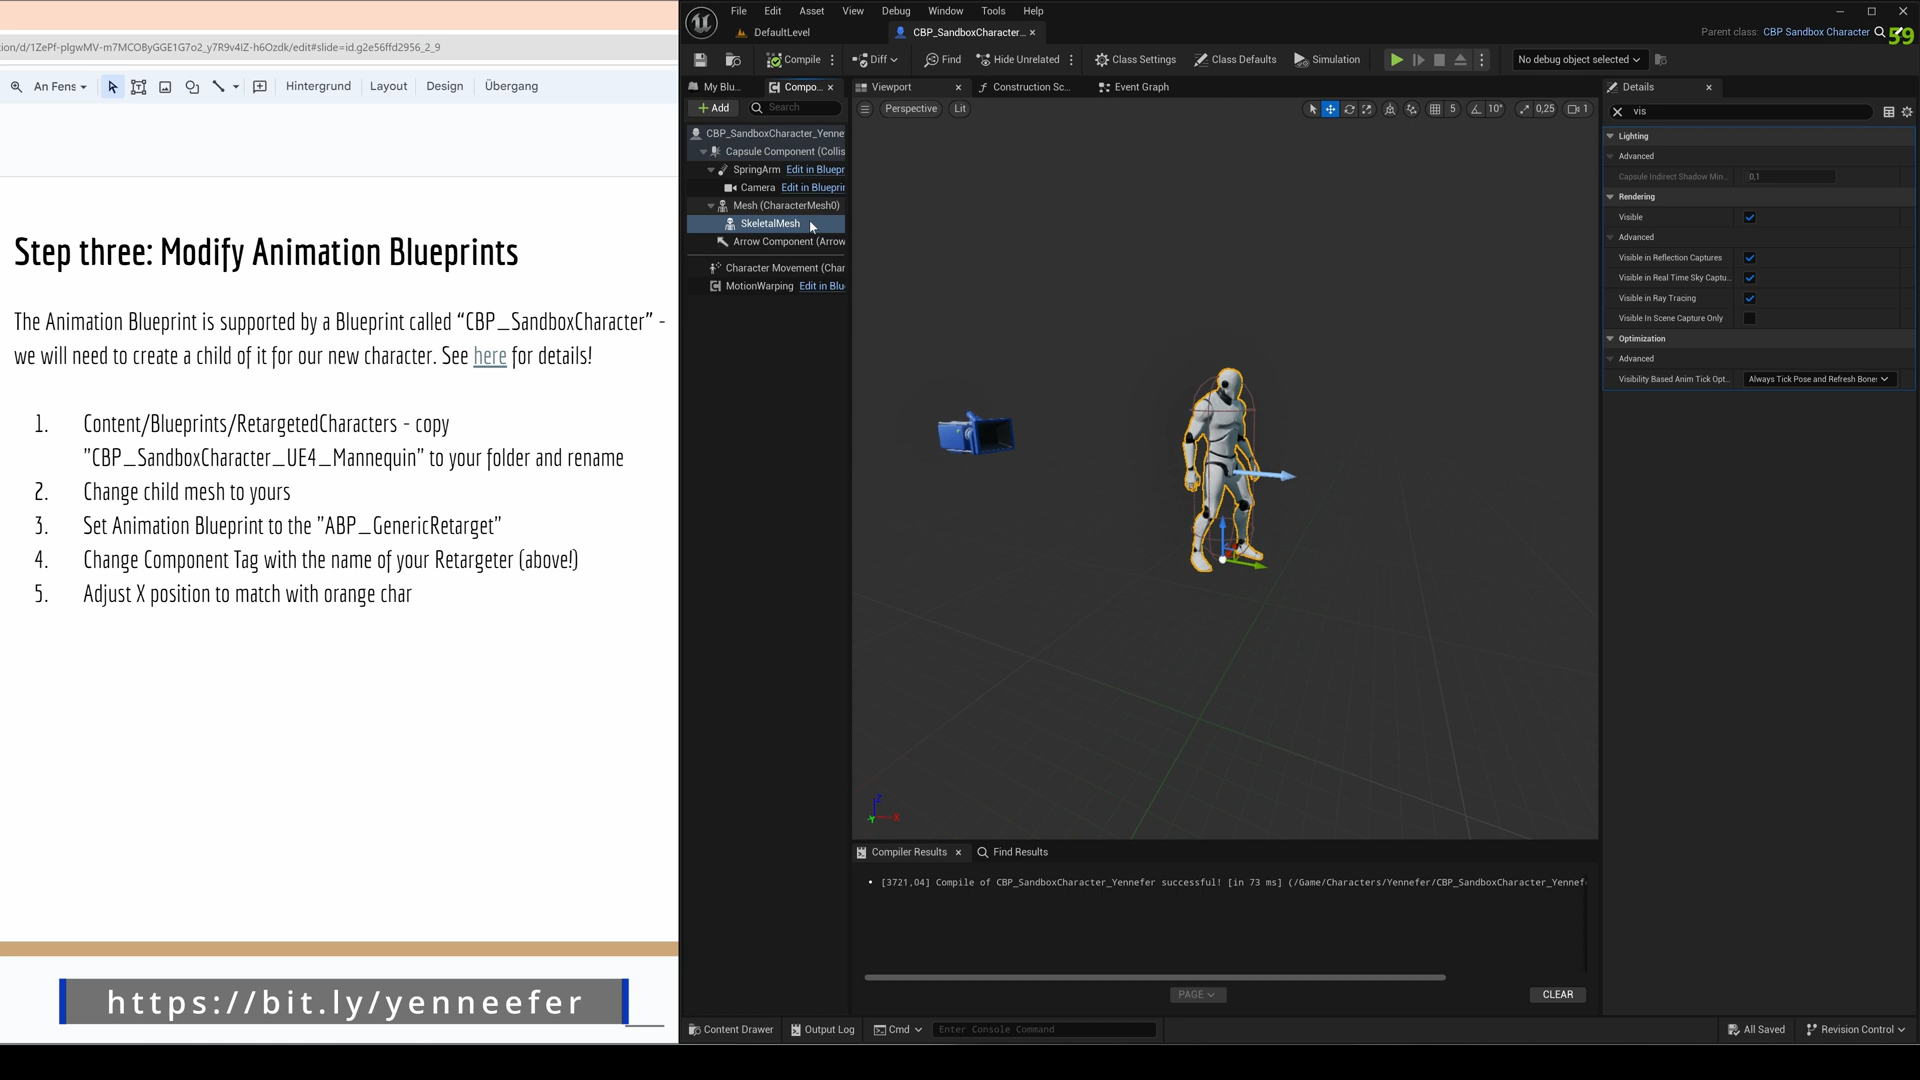 ion/d/1ZePf-plgwMV-m7MCOByGGE1G7o2_y7R9v4IZ-h6Ozdk/edit#slide=id.g2e56ffd2956_2_9
An Fens
Hintergrund
Layout
Design
Übergang
Step three: Modify Animation Blueprints
The Animation Blueprint is supported by a Blueprint called “CBP_SandboxCharacter” -
we will need to create a child of it for our new character. See here for details!
1. Content/Blueprints/RetargetedCharacters - copy
"CBP_SandboxCharacter_UE4_Mannequin" to your folder and rename
2. Change child mesh to yours
3. Set Animation Blueprint to the "ABP_GenericRetarget"
4. Change Component Tag with the name of your Retargeter (above!)
5. Adjust X position to match with orange char
https://bit.ly/yenneefer
File Edit Asset View Debug Window Tools Help
DefaultLevel
CBP_SandboxCharacter...
Parent class: CBP Sandbox Character
59
Compile
Diff
Find
Hide Unrelated
Class Settings
Class Defaults
Simulation
No debug object selected
My Blu...
Compo...
Add
Search
CBP_SandboxCharacter_Yenne
Capsule Component (Collis
SpringArm Edit in Bluepr
Camera Edit in Blueprin
Mesh (CharacterMesh0)
SkeletalMesh
Arrow Component (Arrow
Character Movement (Char
MotionWarping Edit in Blu
Viewport
Construction Sc...
Event Graph
Perspective
Lit
5
10°
0,25
1
Z
Y
X
Compiler Results
Find Results
[3721,04] Compile of CBP_SandboxCharacter_Yennefer successful! [in 73 ms] (/Game/Characters/Yennefer/CBP_SandboxCharacter_Yennef
PAGE
CLEAR
Details
vis
Lighting
Advanced
Capsule Indirect Shadow Min... 0,1
Rendering
Visible
Advanced
Visible in Reflection Captures
Visible in Real Time Sky Captu...
Visible in Ray Tracing
Visible In Scene Capture Only
Optimization
Advanced
Visibility Based Anim Tick Opt... Always Tick Pose and Refresh Bone
Content Drawer
Output Log
Cmd
Enter Console Command
All Saved
Revision Control